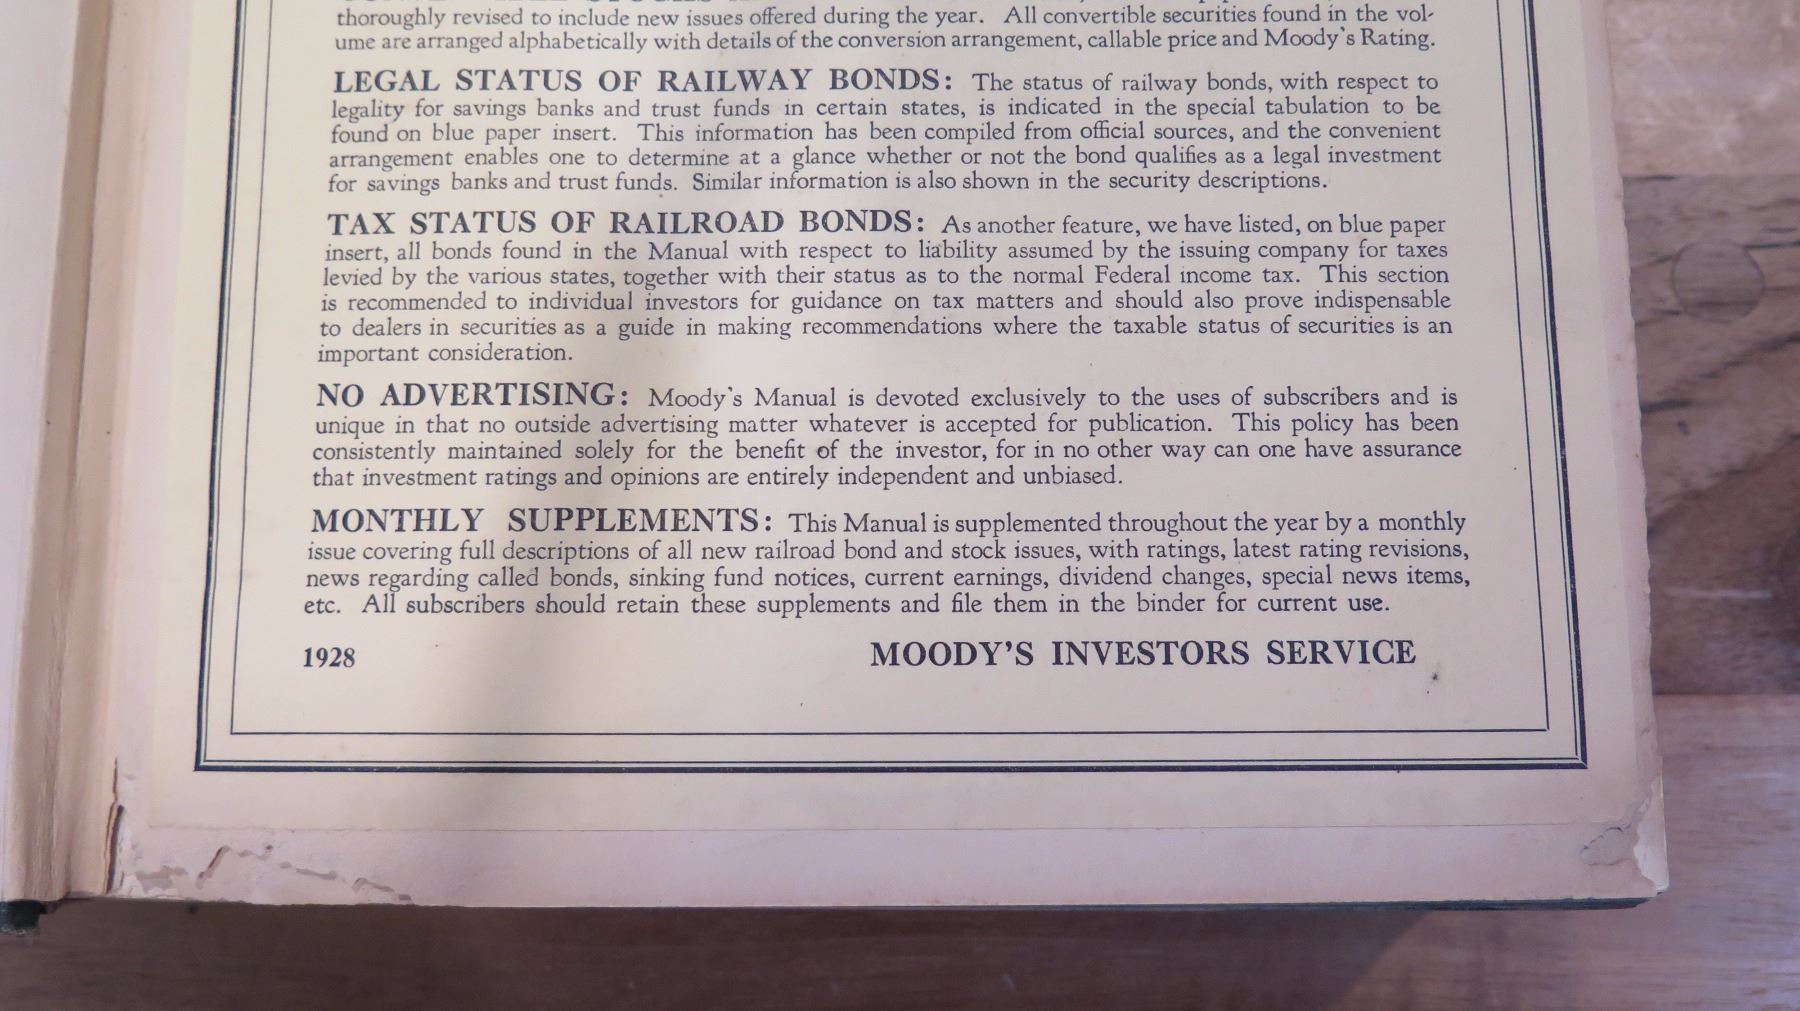 thoroughly revised to include new issues offered during the year. All convertible securities found in the vol-
ume are arranged alphabetically with details of the conversion arrangement, callable price and Moody's Rating.
LEGAL STATUS OF RAILWAY BONDS: The status of railway bonds, with respect to
legality for savings banks and trust funds in certain states, is indicated in the special tabulation to be
found on blue paper insert. This information has been compiled from official sources, and the convenient
arrangement enables one to determine at a glance whether or not the bond qualifies as a legal investment
for savings banks and trust funds. Similar information is also shown in the security descriptions.
TAX STATUS OF RAILROAD BONDS: As another feature, we have listed, on blue paper
insert, all bonds found in the Manual with respect to liability assumed by the issuing company for taxes
levied by the various states, together with their status as to the normal Federal income tax. This section
is recommended to individual investors for guidance on tax matters and should also prove indispensable
to dealers in securities as a guide in making recommendations where the taxable status of securities is an
important consideration.
NO ADVERTISING: Moody's Manual is devoted exclusively to the uses of subscribers and is
unique in that no outside advertising matter whatever is accepted for publication. This policy has been
consistently maintained solely for the benefit of the investor, for in no other way can one have assurance
that investment ratings and opinions are entirely independent and unbiased.
MONTHLY SUPPLEMENTS: This Manual is supplemented throughout the year by a monthly
issue covering full descriptions of all new railroad bond and stock issues, with ratings, latest rating revisions,
news regarding called bonds, sinking fund notices, current earnings, dividend changes, special news items,
etc. All subscribers should retain these supplements and file them in the binder for current use.
1928 MOODY'S INVESTORS SERVICE